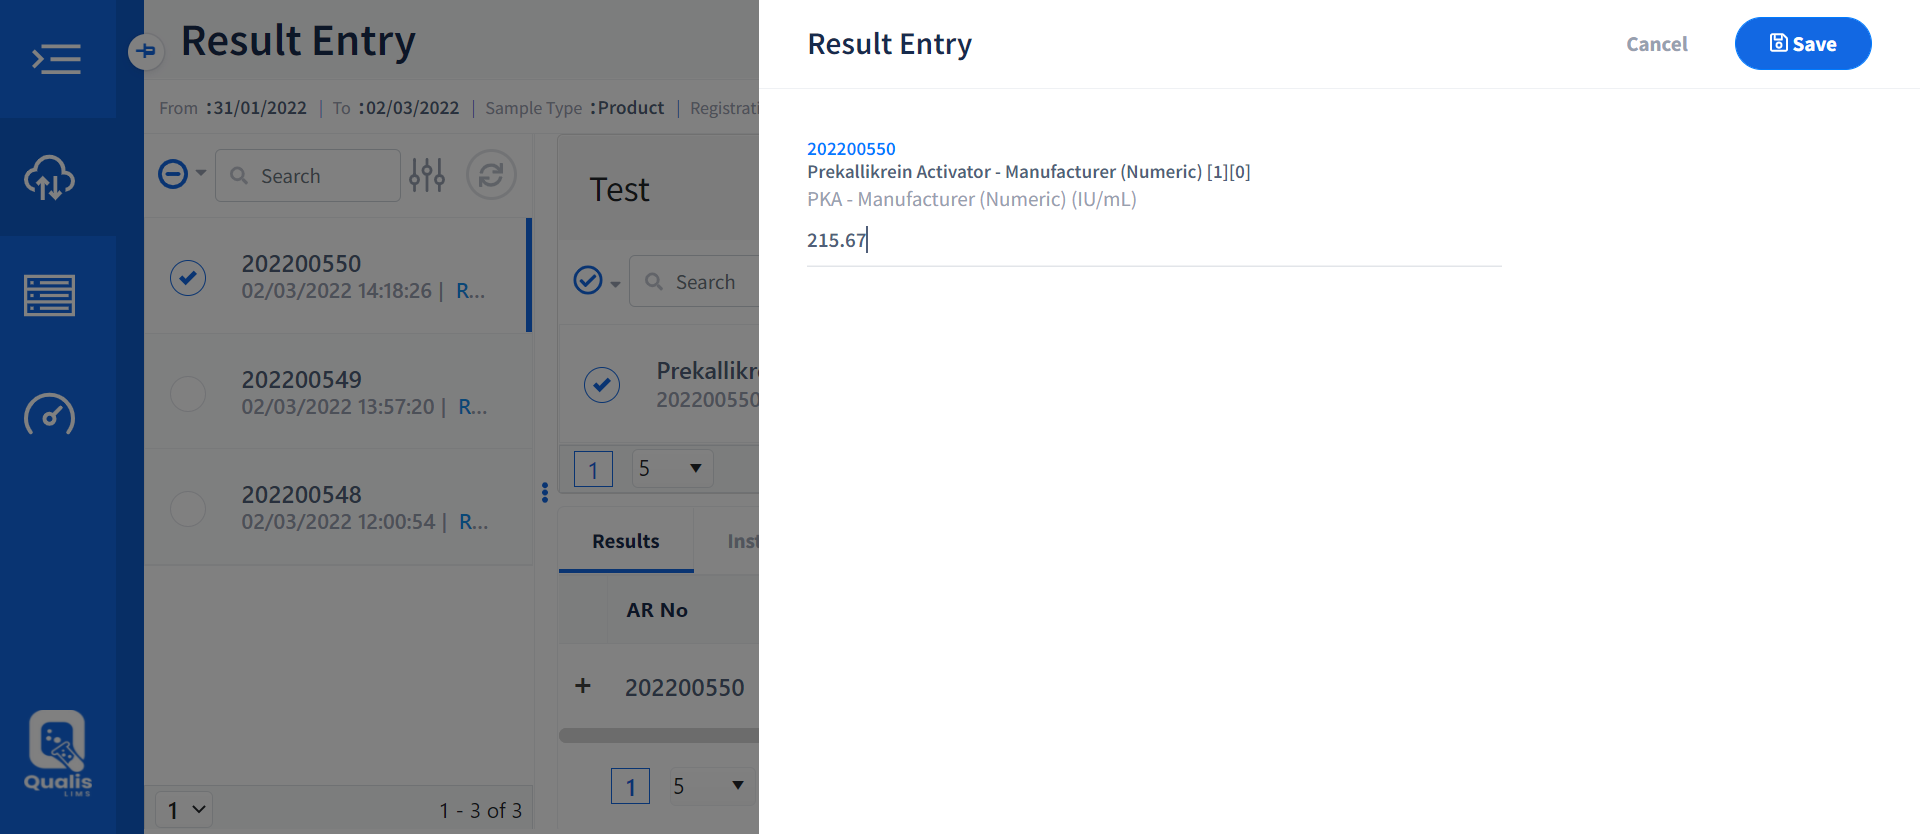 Result Entry
From :31/01/2022 | To :02/03/2022 | Sample Type :Product | Registrati
Search
202200550
02/03/2022 14:18:26 | R...
202200549
02/03/2022 13:57:20 | R...
202200548
02/03/2022 12:00:54 | R...
1
1 - 3 of 3
Qualis
LIMS
Test
Search
Prekallikr
202200550
1
5
Results
Inst
AR No
+ 202200550
1
5
Result Entry
Cancel
Save
202200550
Prekallikrein Activator - Manufacturer (Numeric) [1][0]
PKA - Manufacturer (Numeric) (IU/mL)
215.67